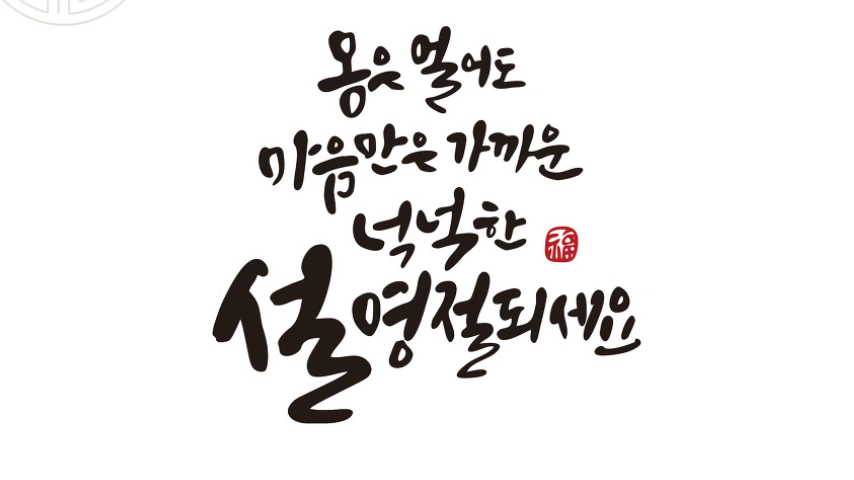 몸은 멀어도
마음만은 가까운
넉넉한
福
설명절되세요